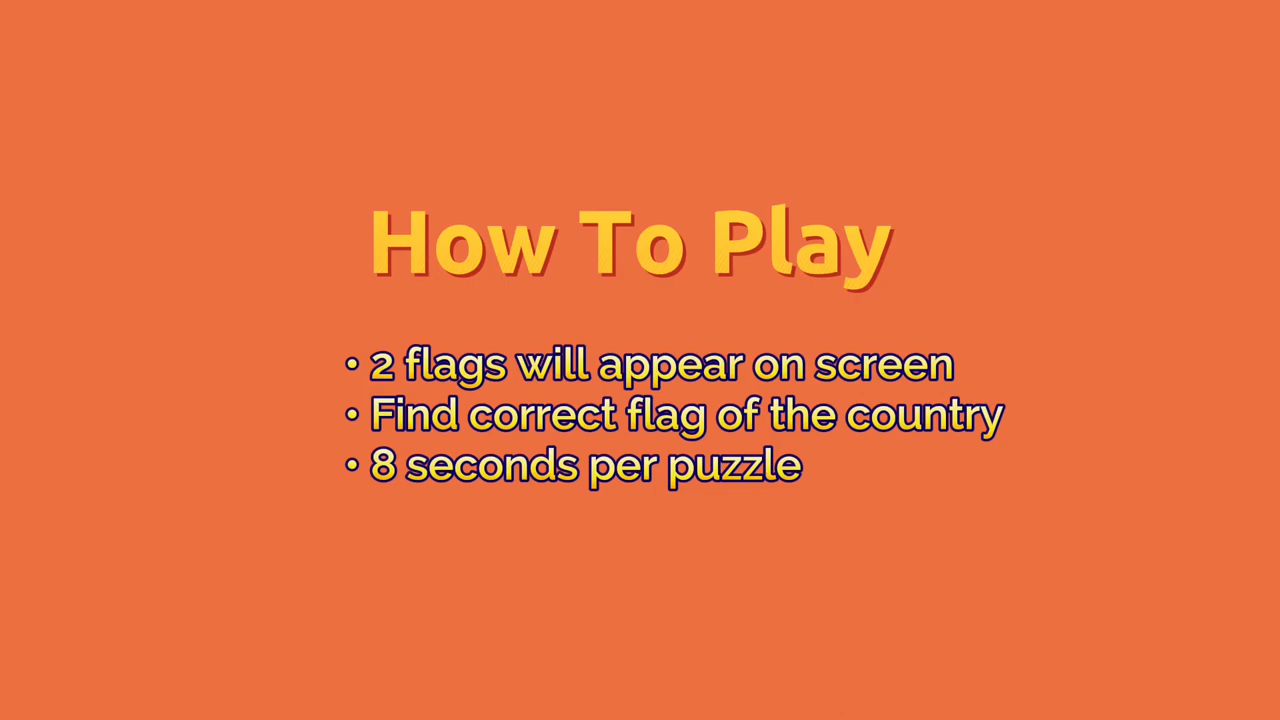 How To Play
• 2 flags will appear on screen
• Find correct flag of the country
• 8 seconds per puzzle